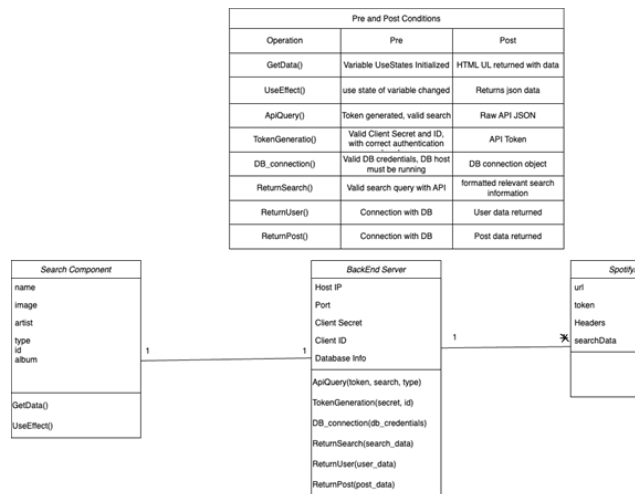 Pre and Post Conditions
Operation Pre Post
GetData() Variable UseStates Initialized HTML UL returned with data
UseEffect() use state of variable changed Returns json data
ApiQuery() Token generated, valid search Raw API JSON
TokenGeneratio() Valid Client Secret and ID, API Token
with correct authentication
DB_connection() Valid DB credentials, DB host DB connection object
must be running
ReturnSearch() Valid search query with API formatted relevant search
information
ReturnUser() Connection with DB User data returned
ReturnPost() Connection with DB Post data returned
Search Component
name
image
artist
type
id
album
GetData()
UseEffect()
1 1
BackEnd Server
Host IP
Port
Client Secret
Client ID
Database Info
ApiQuery(token, search, type)
TokenGeneration(secret, id)
DB_connection(db_credentials)
ReturnSearch(search_data)
ReturnUser(user_data)
ReturnPost(post_data)
1
Spotify
url
token
Headers
searchData